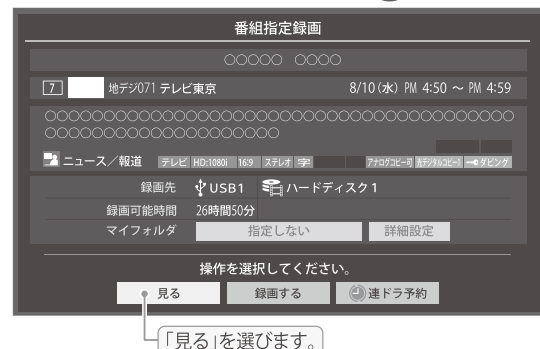 番組指定録画
○○○○○ ○○○○
7 地デジ071 テレビ東京 8/10(水) PM 4:50 ～ PM 4:59
○○○○○○○○○○○○○○○○○○○○○○○○○○○○○○○○○○○
○○○○○○○○○○○○○○○○○○
ニュース／報道 テレビ HD:1080i 16:9 ステレオ 字 アナログコピー可 光デジタルコピー1 ダビング
録画先 USB1 ハードディスク1
録画可能時間 26時間50分
マイフォルダ 指定しない 詳細設定
操作を選択してください。
見る 録画する 連ドラ予約
「見る」を選びます。